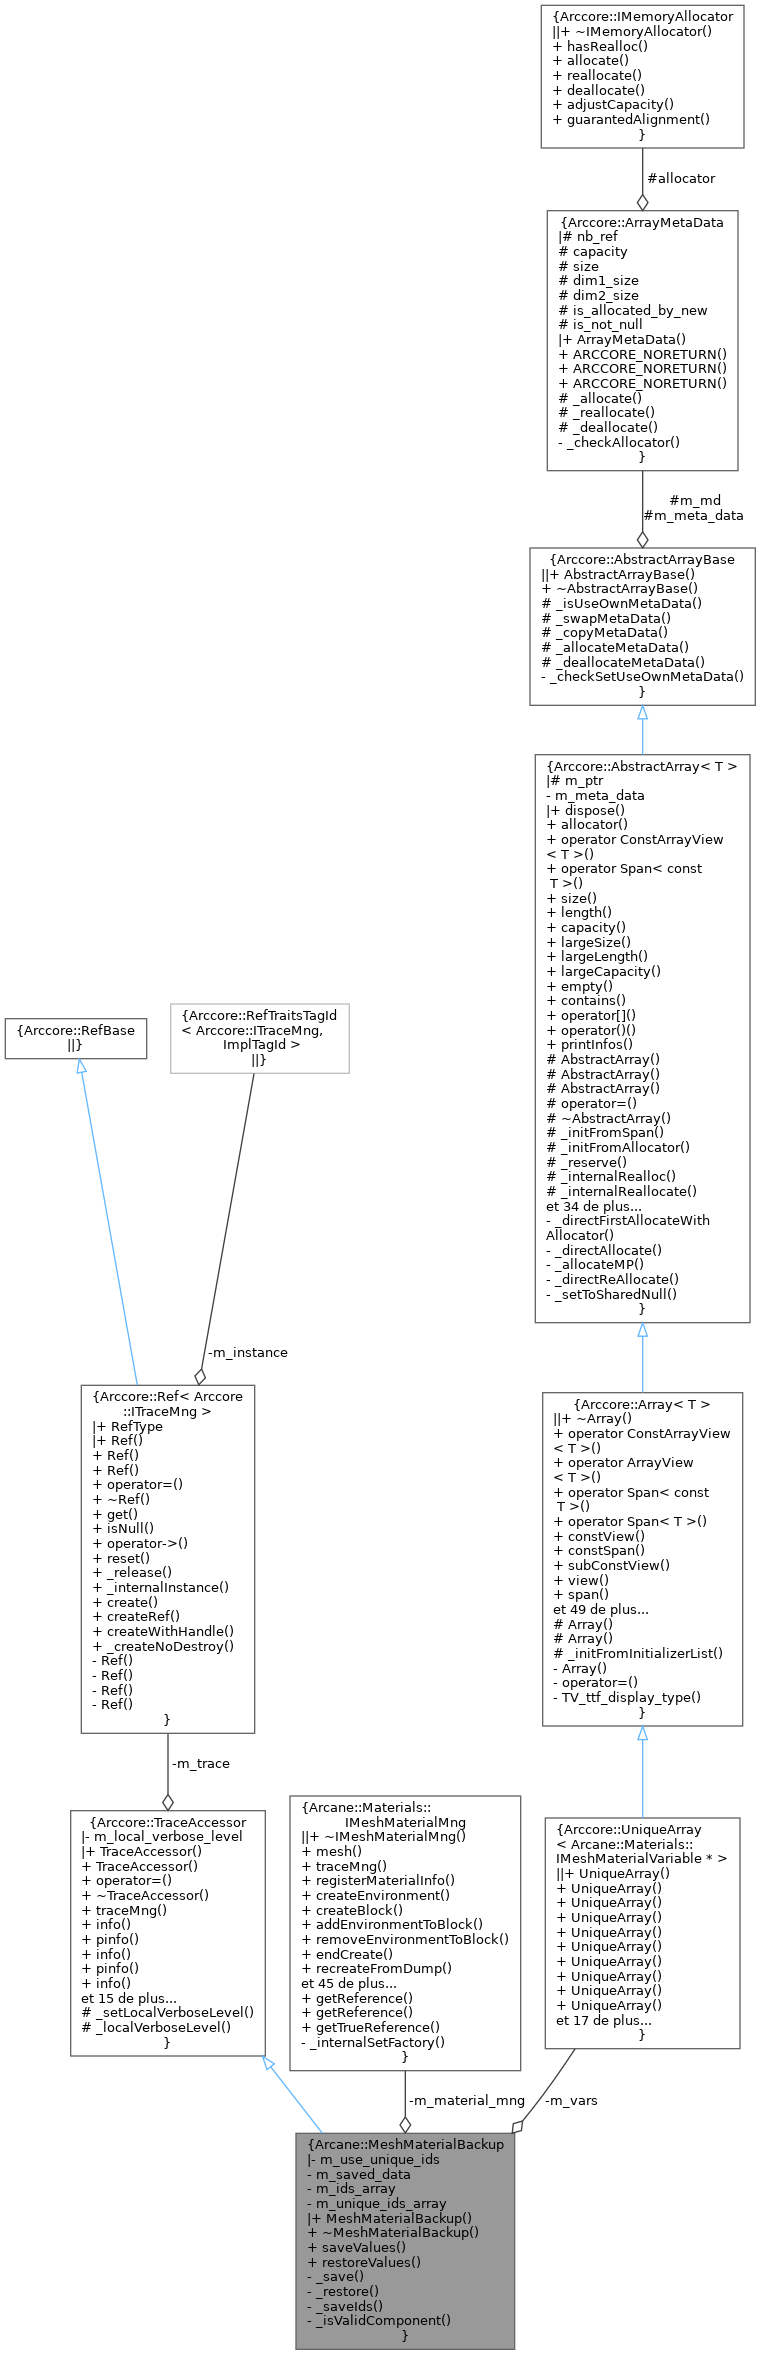 {Arccore::IMemoryAllocator
||+ ~IMemoryAllocator()
+ hasRealloc()
+ allocate()
+ reallocate()
+ deallocate()
+ adjustCapacity()
+ guarantedAlignment()
}
#allocator
{Arccore::ArrayMetaData
|# nb_ref
# capacity
# size
# dim1_size
# dim2_size
# is_allocated_by_new
# is_not_null
|+ ArrayMetaData()
+ ARCCORE_NORETURN()
+ ARCCORE_NORETURN()
+ ARCCORE_NORETURN()
# _allocate()
# _reallocate()
# _deallocate()
- _checkAllocator()
}
#m_md
#m_meta_data
{Arccore::AbstractArrayBase
||+ AbstractArrayBase()
+ ~AbstractArrayBase()
# _isUseOwnMetaData()
# _swapMetaData()
# _copyMetaData()
# _allocateMetaData()
# _deallocateMetaData()
- _checkSetUseOwnMetaData()
}
{Arccore::AbstractArray< T >
|# m_ptr
- m_meta_data
|+ dispose()
+ allocator()
+ operator ConstArrayView
< T >()
+ operator Span< const
 T >()
+ size()
+ length()
+ capacity()
+ largeSize()
+ largeLength()
+ largeCapacity()
+ empty()
+ contains()
+ operator[]()
+ operator()()
+ printInfos()
# AbstractArray()
# AbstractArray()
# AbstractArray()
# operator=()
# ~AbstractArray()
# _initFromSpan()
# _initFromAllocator()
# _reserve()
# _internalRealloc()
# _internalReallocate()
et 34 de plus...
- _directFirstAllocateWith
Allocator()
- _directAllocate()
- _allocateMP()
- _directReAllocate()
- _setToSharedNull()
}
{Arccore::RefBase
||}
{Arccore::RefTraitsTagId
< Arccore::ITraceMng,
ImplTagId >
||}
-m_instance
{Arccore::Ref< Arccore
::ITraceMng >
|+ RefType
|+ Ref()
+ Ref()
+ Ref()
+ operator=()
+ ~Ref()
+ get()
+ isNull()
+ operator->()
+ reset()
+ _release()
+ _internalInstance()
+ create()
+ createRef()
+ createWithHandle()
+ _createNoDestroy()
- Ref()
- Ref()
- Ref()
- Ref()
}
{Arccore::Array< T >
||+ ~Array()
+ operator ConstArrayView
< T >()
+ operator ArrayView
< T >()
+ operator Span< const
 T >()
+ operator Span< T >()
+ constView()
+ constSpan()
+ subConstView()
+ view()
+ span()
et 49 de plus...
# Array()
# Array()
# _initFromInitializerList()
- Array()
- operator=()
- TV_ttf_display_type()
}
-m_trace
{Arccore::TraceAccessor
|- m_local_verbose_level
|+ TraceAccessor()
+ TraceAccessor()
+ operator=()
+ ~TraceAccessor()
+ traceMng()
+ info()
+ pinfo()
+ info()
+ pinfo()
+ info()
et 15 de plus...
# _setLocalVerboseLevel()
# _localVerboseLevel()
}
{Arcane::Materials::
IMeshMaterialMng
||+ ~IMeshMaterialMng()
+ mesh()
+ traceMng()
+ registerMaterialInfo()
+ createEnvironment()
+ createBlock()
+ addEnvironmentToBlock()
+ removeEnvironmentToBlock()
+ endCreate()
+ recreateFromDump()
et 45 de plus...
+ getReference()
+ getReference()
+ getTrueReference()
- _internalSetFactory()
}
{Arccore::UniqueArray
< Arcane::Materials::
IMeshMaterialVariable * >
||+ UniqueArray()
+ UniqueArray()
+ UniqueArray()
+ UniqueArray()
+ UniqueArray()
+ UniqueArray()
+ UniqueArray()
+ UniqueArray()
+ UniqueArray()
+ UniqueArray()
et 17 de plus...
}
-m_material_mng
-m_vars
{Arcane::MeshMaterialBackup
|- m_use_unique_ids
- m_saved_data
- m_ids_array
- m_unique_ids_array
|+ MeshMaterialBackup()
+ ~MeshMaterialBackup()
+ saveValues()
+ restoreValues()
- _save()
- _restore()
- _saveIds()
- _isValidComponent()
}